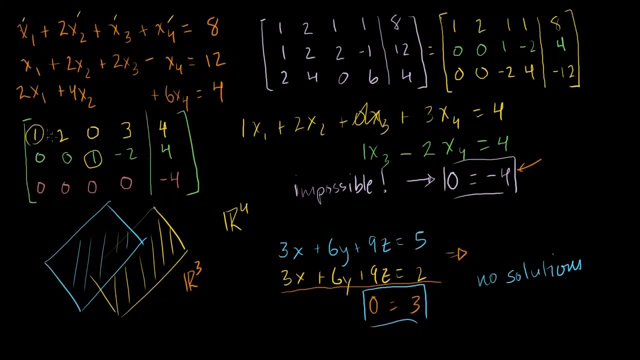 x₁ + 2x₂ + x₃ + x₄ = 8
x₁ + 2x₂ + 2x₃ - x₄ = 12
2x₁ + 4x₂ + 6x₄ = 4
1 2 1 1 | 8
1 2 2 -1 | 12
2 4 0 6 | 4
=
1 2 1 1 | 8
0 0 1 -2 | 4
0 0 -2 4 | -12
1 2 0 3 | 4
0 0 1 -2 | 4
0 0 0 0 | -4
1x₁ + 2x₂ + 0x₃ + 3x₄ = 4
1x₃ - 2x₄ = 4
impossible! → 0 = -4
ℝ⁴
ℝ³
3x + 6y + 9z = 5
3x + 6y + 9z = 2
0 = 3
⇒ no solutions